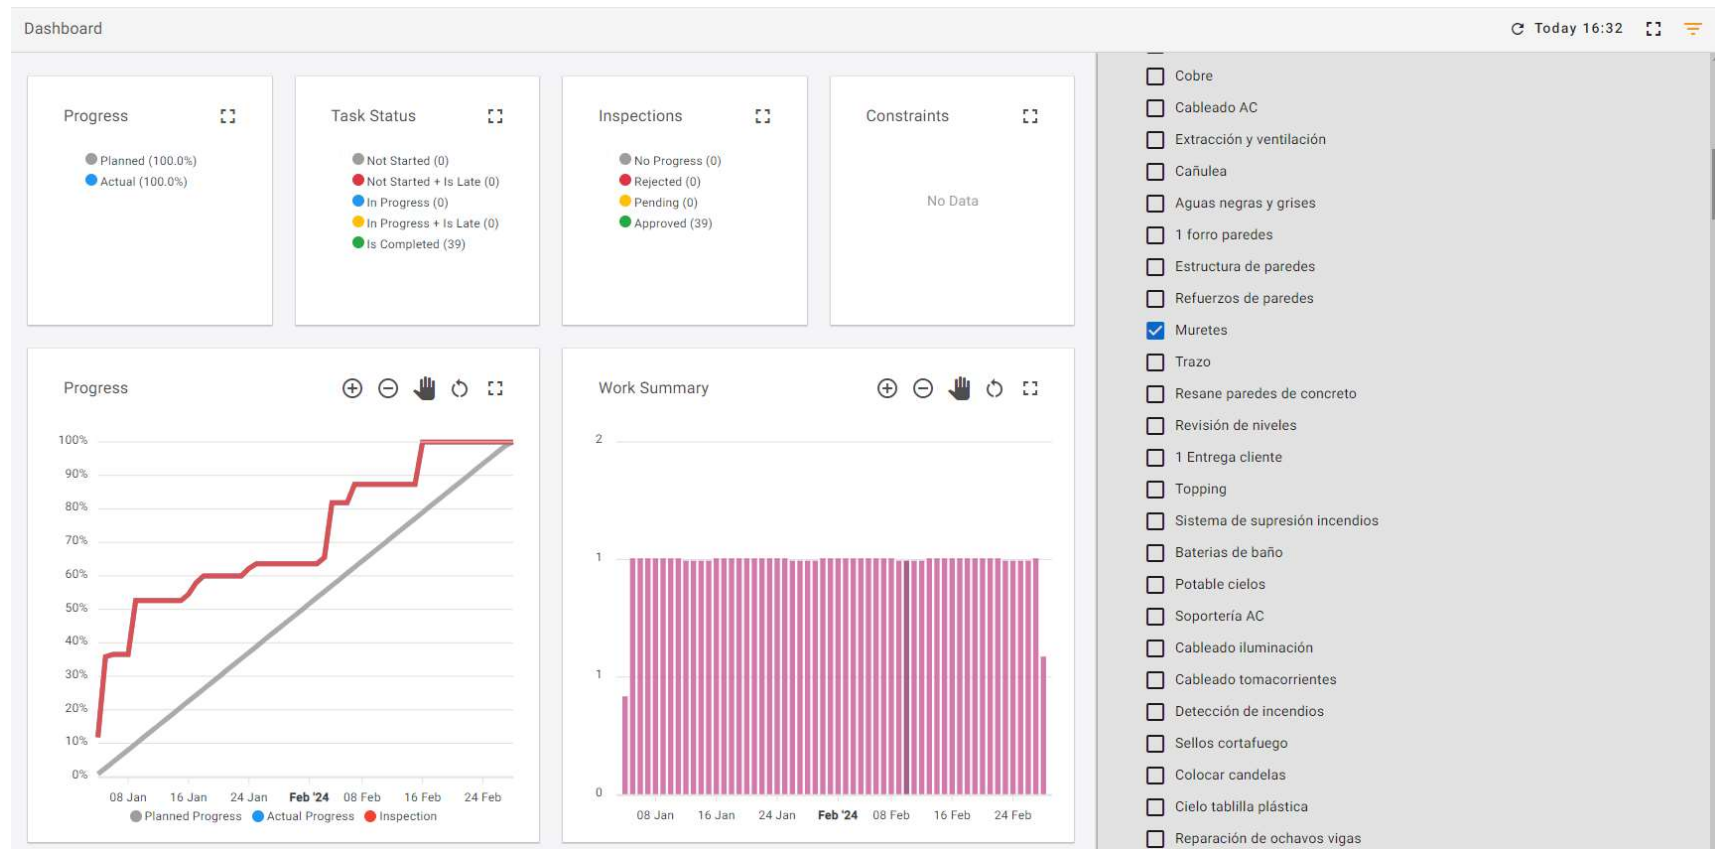 Dashboard
Today 16:32
Progress
Planned (100.0%)
Actual (100.0%)
Task Status
Not Started (0)
Not Started + Is Late (0)
In Progress (0)
In Progress + Is Late (0)
Is Completed (39)
Inspections
No Progress (0)
Rejected (0)
Pending (0)
Approved (39)
Constraints
No Data
Progress
100%
90%
80%
70%
60%
50%
40%
30%
20%
10%
0%
08 Jan 16 Jan 24 Jan Feb '24 08 Feb 16 Feb 24 Feb
Planned Progress Actual Progress Inspection
Work Summary
2
1
1
0
08 Jan 16 Jan 24 Jan Feb '24 08 Feb 16 Feb 24 Feb
Cobre
Cableado AC
Extracción y ventilación
Cañulea
Aguas negras y grises
1 forro paredes
Estructura de paredes
Refuerzos de paredes
Muretes
Trazo
Resane paredes de concreto
Revisión de niveles
1 Entrega cliente
Topping
Sistema de supresión incendios
Baterias de baño
Potable cielos
Soportería AC
Cableado iluminación
Cableado tomacorrientes
Detección de incendios
Sellos cortafuego
Colocar candelas
Cielo tablilla plástica
Reparación de ochavos vigas